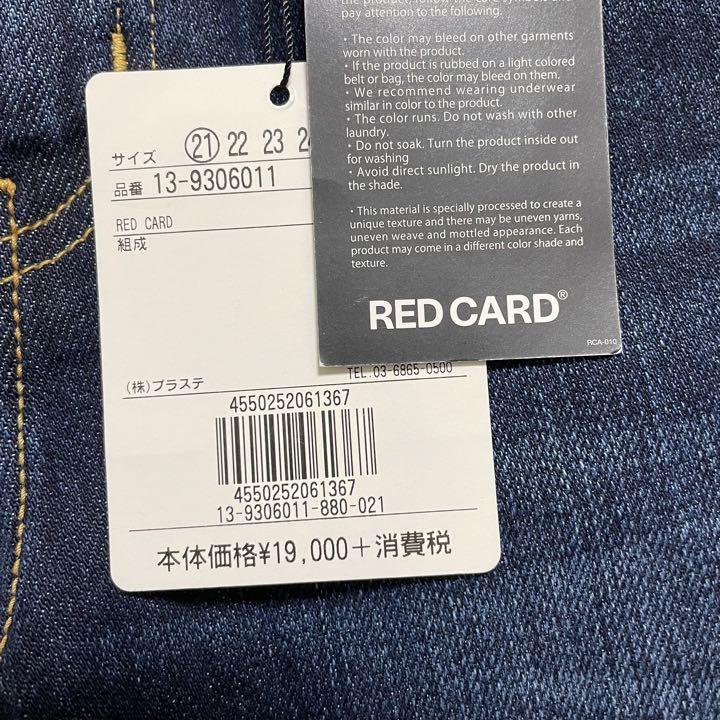 pay attention to the following.
・The color may bleed on other garments
worn with the product.
・If the product is rubbed on a light colored
belt or bag, the color may bleed on them.
・We recommend wearing underwear
similar in color to the product.
・The color runs. Do not wash with other
laundry.
・Do not soak. Turn the product inside out
for washing
・Avoid direct sunlight. Dry the product in
the shade.
・This material is specially processed to create a
unique texture and there may be uneven yarns,
uneven weave and mottled appearance. Each
product may come in a different color shade and
texture.
RED CARD®
RCA-010
サイズ 21 22 23
品番 13-9306011
RED CARD
組成
(株)プラステ
TEL.03-6865-0500
4550252061367
4550252061367
13-9306011-880-021
本体価格¥19,000+消費税